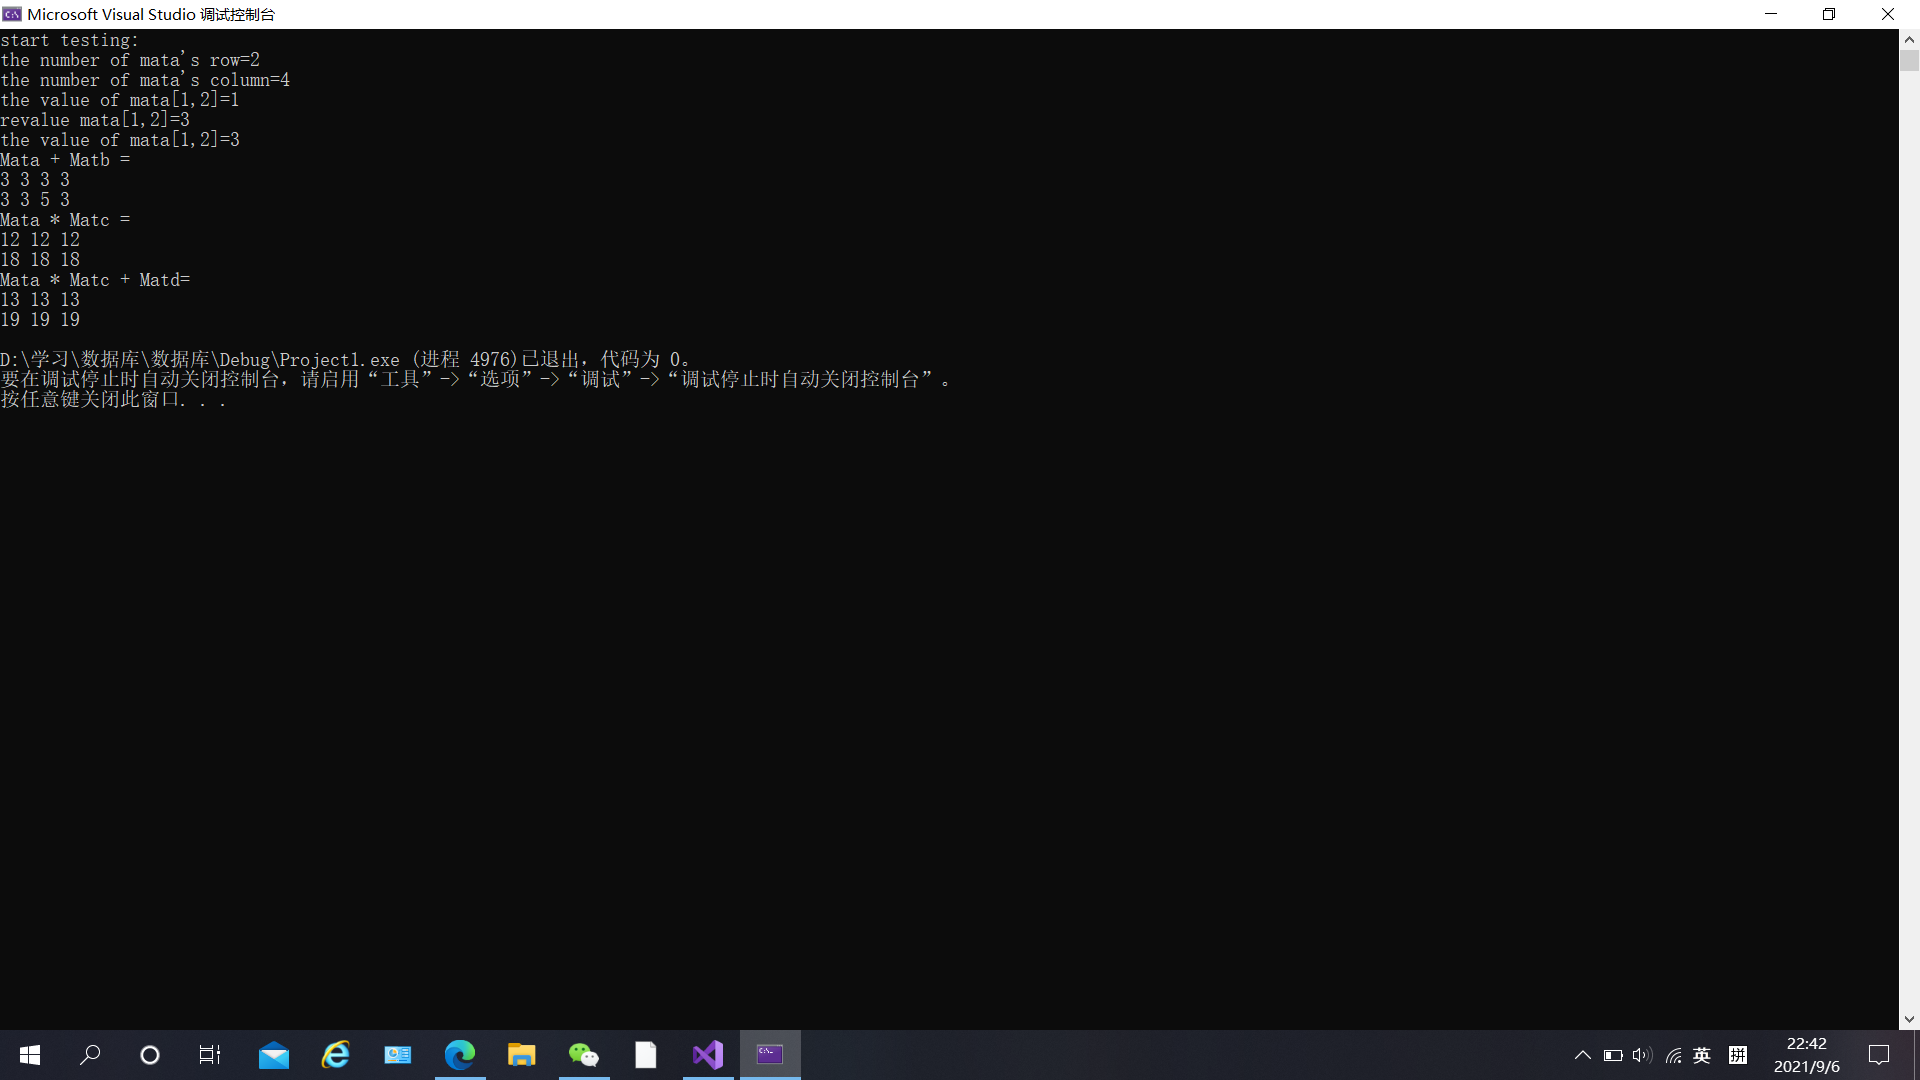 Microsoft Visual Studio 调试控制台
start testing:
the number of mata's row=2
the number of mata's column=4
the value of mata[1,2]=1
revalue mata[1,2]=3
the value of mata[1,2]=3
Mata + Matb =
3 3 3 3
3 3 5 3
Mata * Matc =
12 12 12
18 18 18
Mata * Matc + Matd=
13 13 13
19 19 19
D:\学习\数据库\数据库\Debug\Project1.exe (进程 4976)已退出，代码为 0。
要在调试停止时自动关闭控制台，请启用“工具”->“选项”->“调试”->“调试停止时自动关闭控制台”。
按任意键关闭此窗口. . .
英 拼 22:42
2021/9/6